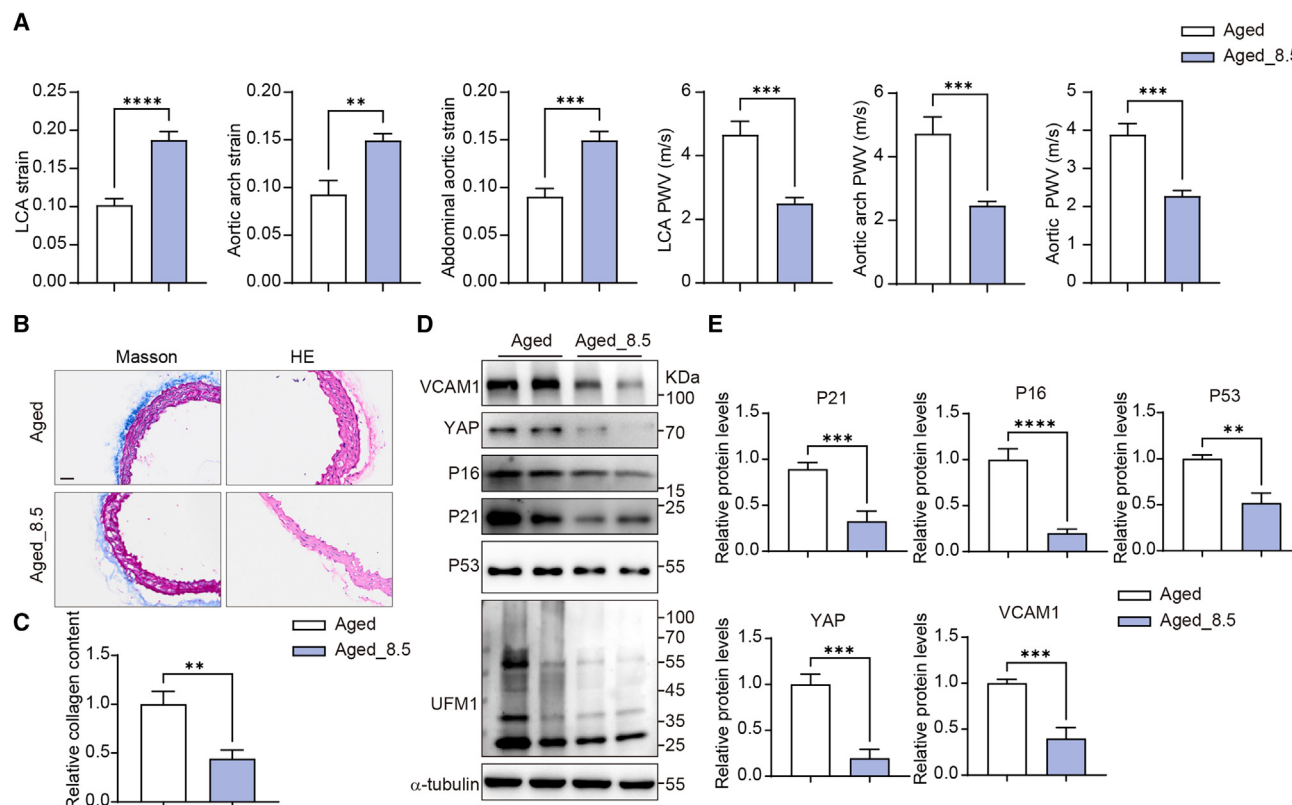 A
Aged
Aged_8.5
LCA strain
0.25
0.20
0.15
0.10
0.05
0.00
****
Aortic arch strain
0.20
0.15
0.10
0.05
0.00
**
Abdominal aortic strain
0.20
0.15
0.10
0.05
0.00
***
LCA PWV (m/s)
6
4
2
0
***
Aortic arch PWV (m/s)
6
4
2
0
***
Aortic PWV (m/s)
5
4
3
2
1
0
***
B
Masson
HE
Aged
Aged_8.5
C
Aged
Aged_8.5
Relative collagen content
1.5
1.0
0.5
0.0
**
D
Aged
Aged_8.5
KDa
VCAM1
100
YAP
70
P16
15
P21
25
P53
55
UFM1
100
70
55
45
35
25
α-tubulin
55
E
P21
Relative protein levels
1.5
1.0
0.5
0.0
***
P16
Relative protein levels
1.5
1.0
0.5
0.0
****
P53
Relative protein levels
1.5
1.0
0.5
0.0
**
YAP
Relative protein levels
1.5
1.0
0.5
0.0
***
VCAM1
Relative protein levels
1.5
1.0
0.5
0.0
***
Aged
Aged_8.5